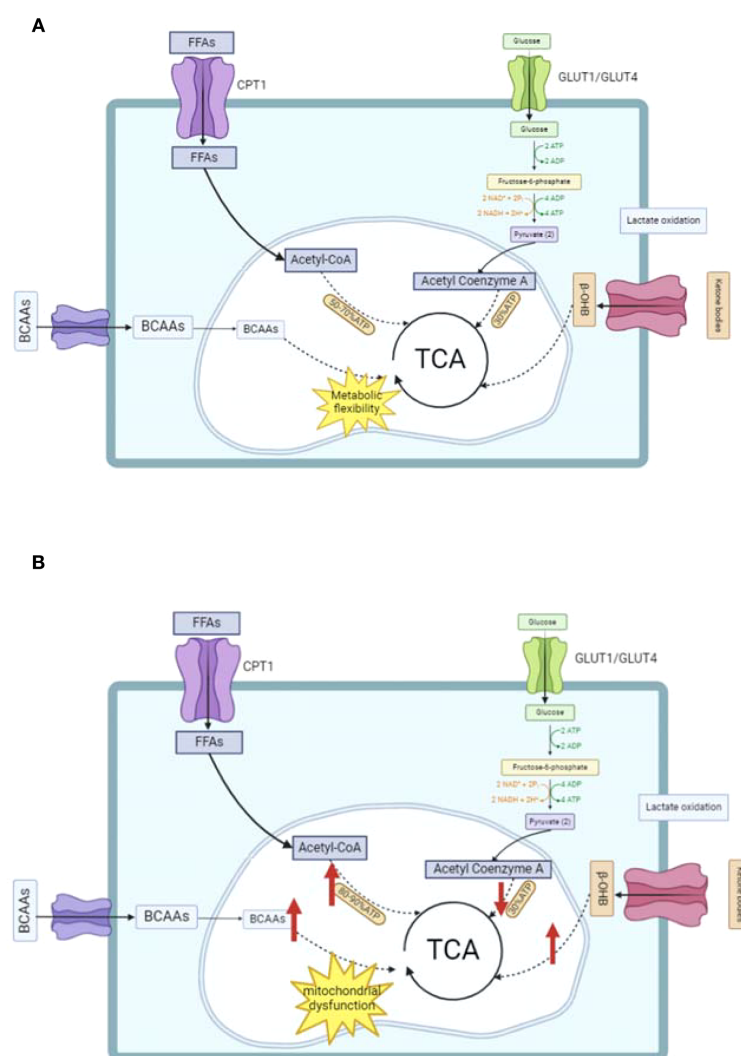 A
FFAs
CPT1
FFAs
Glucose
GLUT1/GLUT4
Glucose
2 ATP
2 ADP
Fructose-6-phosphate
2 NAD⁺ + 2Pᵢ
4 ADP
2 NADH + 2H⁺
4 ATP
Pyruvate (2)
Lactate oxidation
Acetyl-CoA
Acetyl Coenzyme A
50-70%ATP
30%ATP
β-OHB
Ketone bodies
BCAAs
BCAAs
BCAAs
TCA
Metabolic
flexibility
B
FFAs
CPT1
FFAs
Glucose
GLUT1/GLUT4
Glucose
2 ATP
2 ADP
Fructose-6-phosphate
2 NAD⁺ + 2Pᵢ
4 ADP
2 NADH + 2H⁺
4 ATP
Pyruvate (2)
Lactate oxidation
Acetyl-CoA
Acetyl Coenzyme A
80-90%ATP
30%ATP
β-OHB
Ketone bodies
BCAAs
BCAAs
BCAAs
TCA
mitochondrial
dysfunction